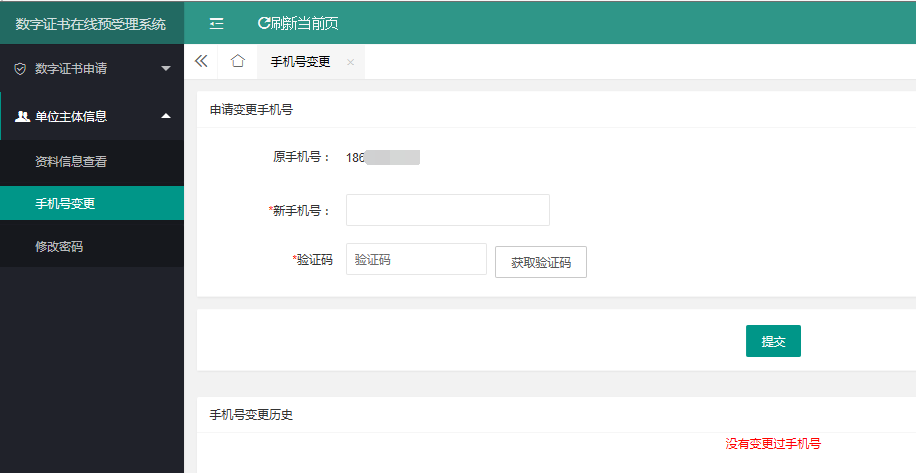 数字证书在线预受理系统
刷新当前页
数字证书申请
单位主体信息
资料信息查看
手机号变更
修改密码
手机号变更
申请变更手机号
原手机号： 186
*新手机号：
*验证码 验证码 获取验证码
提交
手机号变更历史
没有变更过手机号